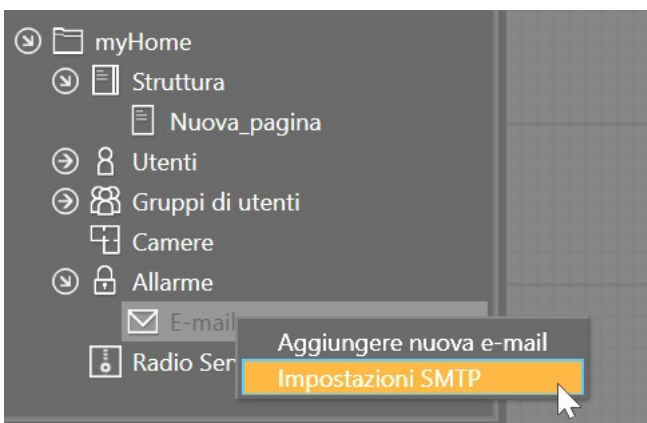 myHome
Struttura
Nuova_pagina
Utenti
Gruppi di utenti
Camere
Allarme
E-mail
Aggiungere nuova e-mail
Radio Ser
Impostazioni SMTP